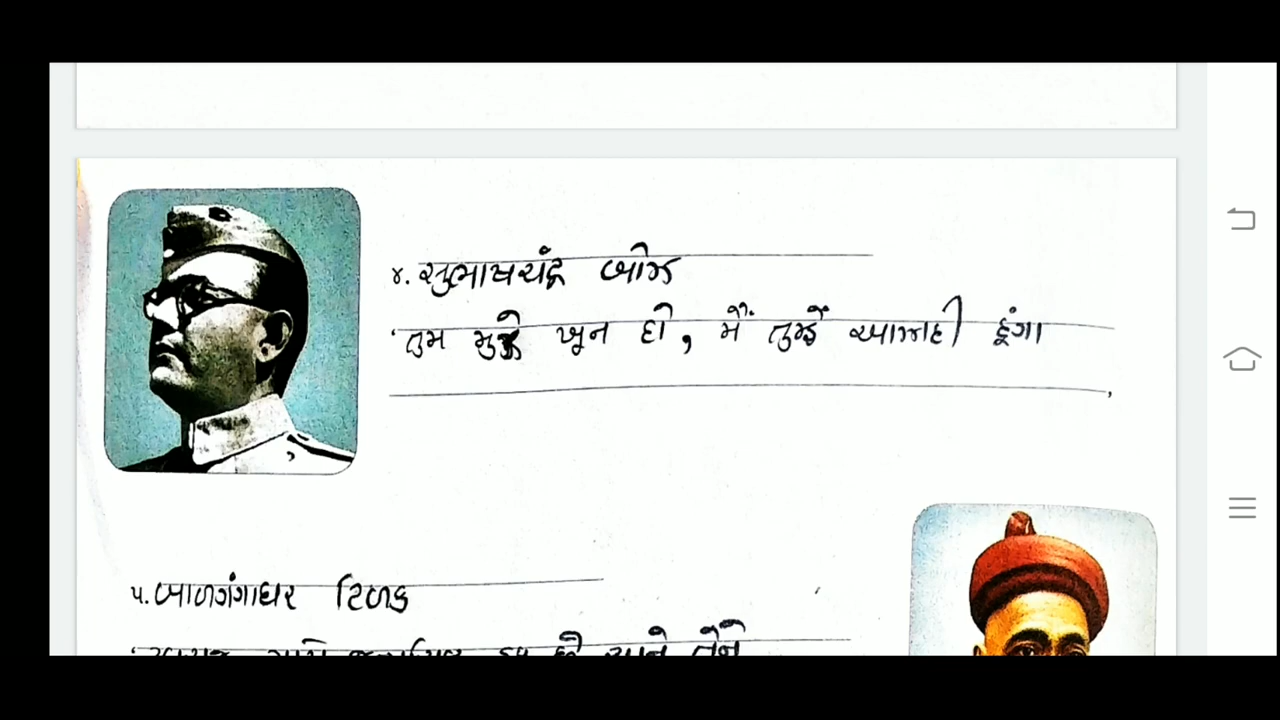 ૪. સુભાષચંદ્ર બોઝ
'તુમ મુઝે ખૂન દો, મૈં તુમ્હેં આઝાદી દૂંગા
૫. બાળગંગાધર ટિળક